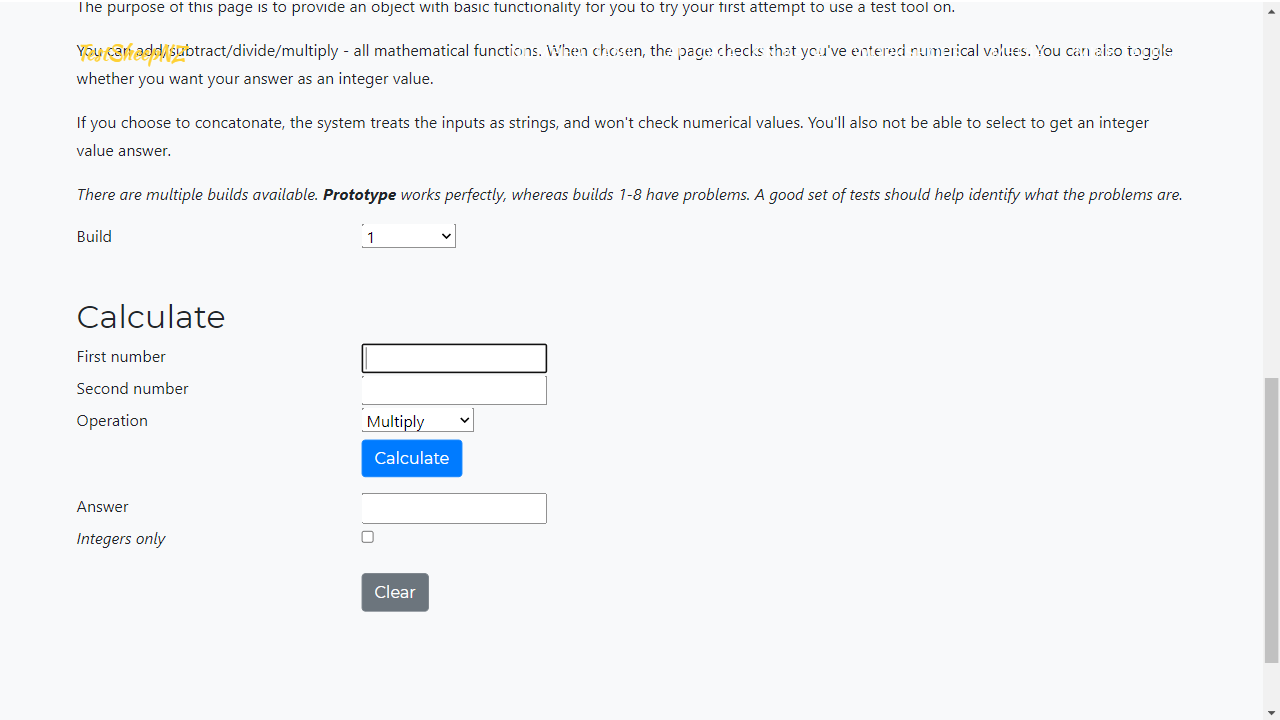 The purpose of this page is to provide an object with basic functionality for you to try your first attempt to use a test tool on.
You can add/subtract/divide/multiply - all mathematical functions. When chosen, the page checks that you've entered numerical values. You can also toggle
TestSheepNZ
whether you want your answer as an integer value.
If you choose to concatonate, the system treats the inputs as strings, and won't check numerical values. You'll also not be able to select to get an integer
value answer.
There are multiple builds available. Prototype works perfectly, whereas builds 1-8 have problems. A good set of tests should help identify what the problems are.
Build 1
Calculate
First number
Second number
Operation Multiply
Calculate
Answer
Integers only
Clear